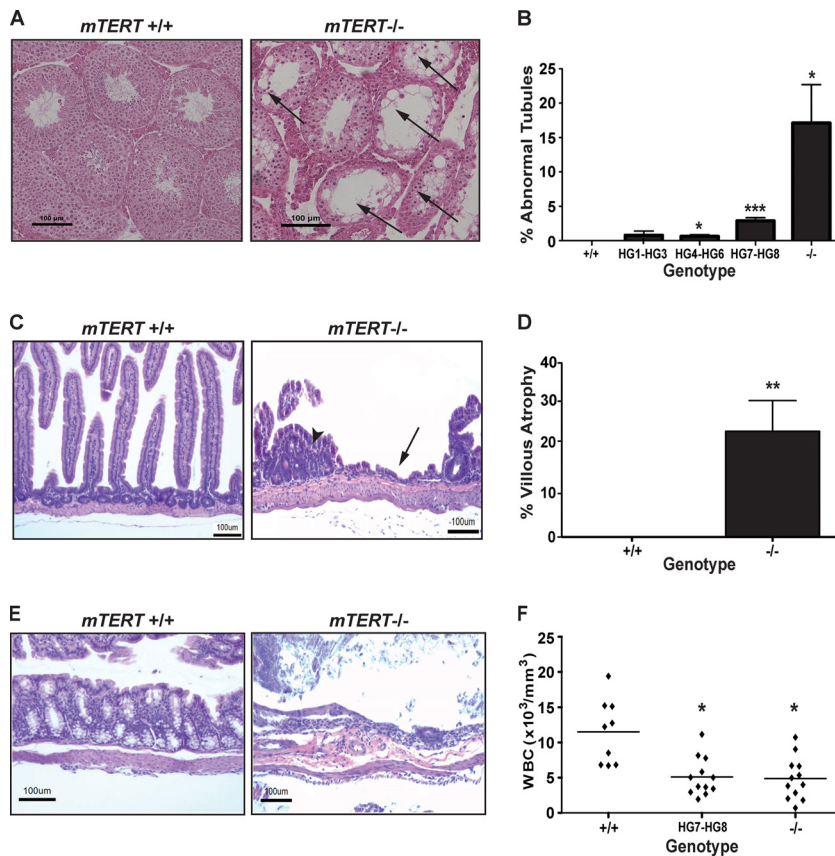 A
mTERT +/+
mTERT-/-
100 μm
100 μm
B
% Abnormal Tubules
25
20
15
10
5
0
*
***
*
+/+
HG1-HG3
HG4-HG6
HG7-HG8
-/-
Genotype
C
mTERT +/+
mTERT-/-
100um
100um
D
% Villous Atrophy
40
30
20
10
0
**
+/+
-/-
Genotype
E
mTERT +/+
mTERT-/-
100um
100um
F
WBC (x10³/mm³)
25
20
15
10
5
0
*
*
+/+
HG7-HG8
-/-
Genotype